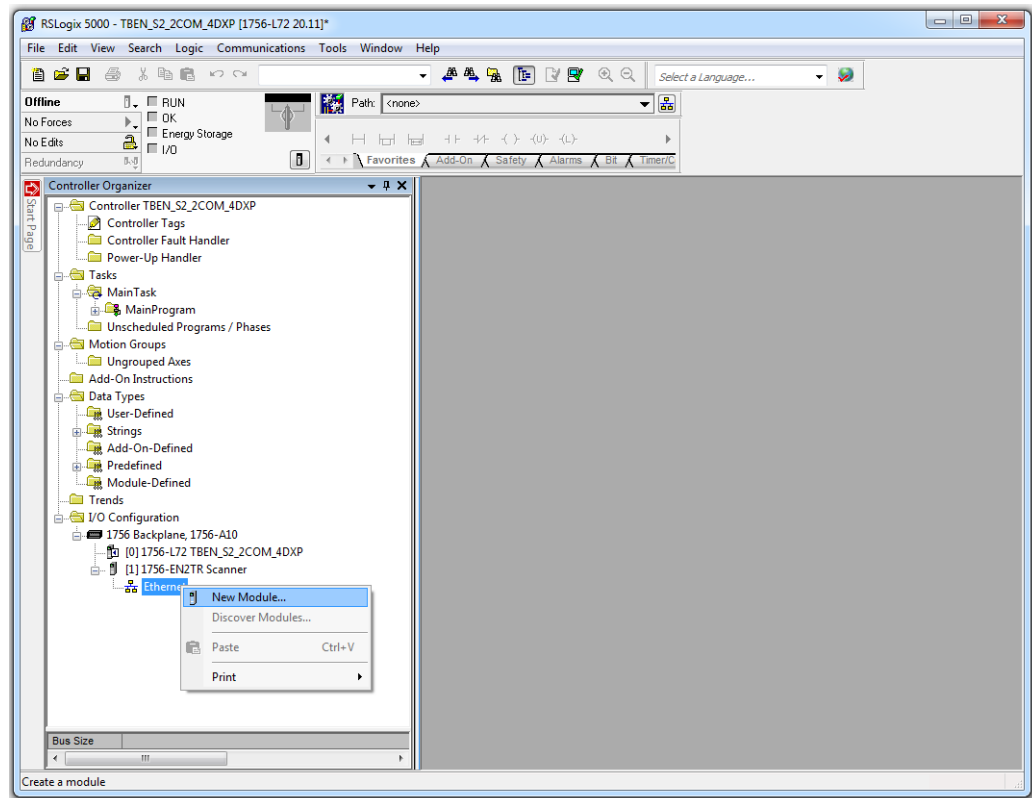 RSLogix 5000 - TBEN_S2_2COM_4DXP [1756-L72 20.11]*
File Edit View Search Logic Communications Tools Window Help
Select a Language...
Offline
RUN
Path: <none>
No Forces
OK
Energy Storage
No Edits
I/O
Redundancy
Favorites Add-On Safety Alarms Bit Timer/C
Start Page
Controller Organizer
Controller TBEN_S2_2COM_4DXP
Controller Tags
Controller Fault Handler
Power-Up Handler
Tasks
MainTask
MainProgram
Unscheduled Programs / Phases
Motion Groups
Ungrouped Axes
Add-On Instructions
Data Types
User-Defined
Strings
Add-On-Defined
Predefined
Module-Defined
Trends
I/O Configuration
1756 Backplane, 1756-A10
[0] 1756-L72 TBEN_S2_2COM_4DXP
[1] 1756-EN2TR Scanner
Ethernet
New Module...
Discover Modules...
Paste Ctrl+V
Print
Bus Size
Create a module